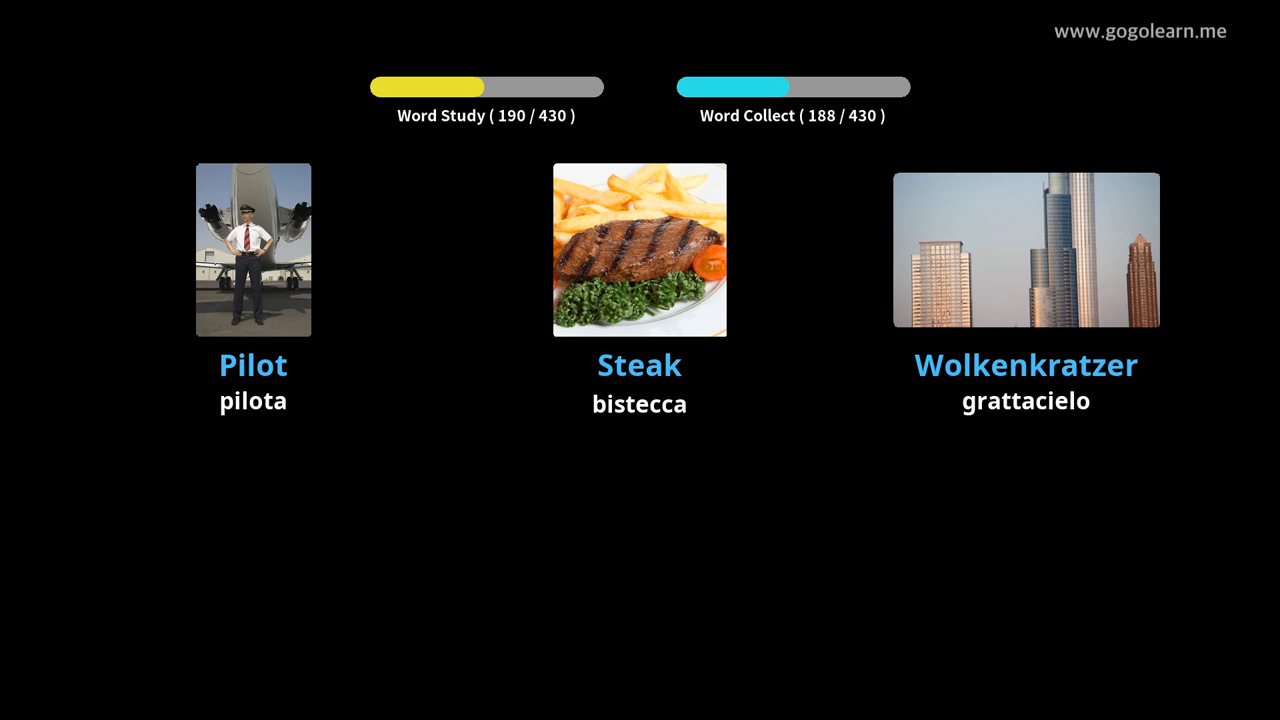 www.gogolearn.me
Word Study ( 190 / 430 )
Word Collect ( 188 / 430 )
Pilot
pilota
Steak
bistecca
Wolkenkratzer
grattacielo